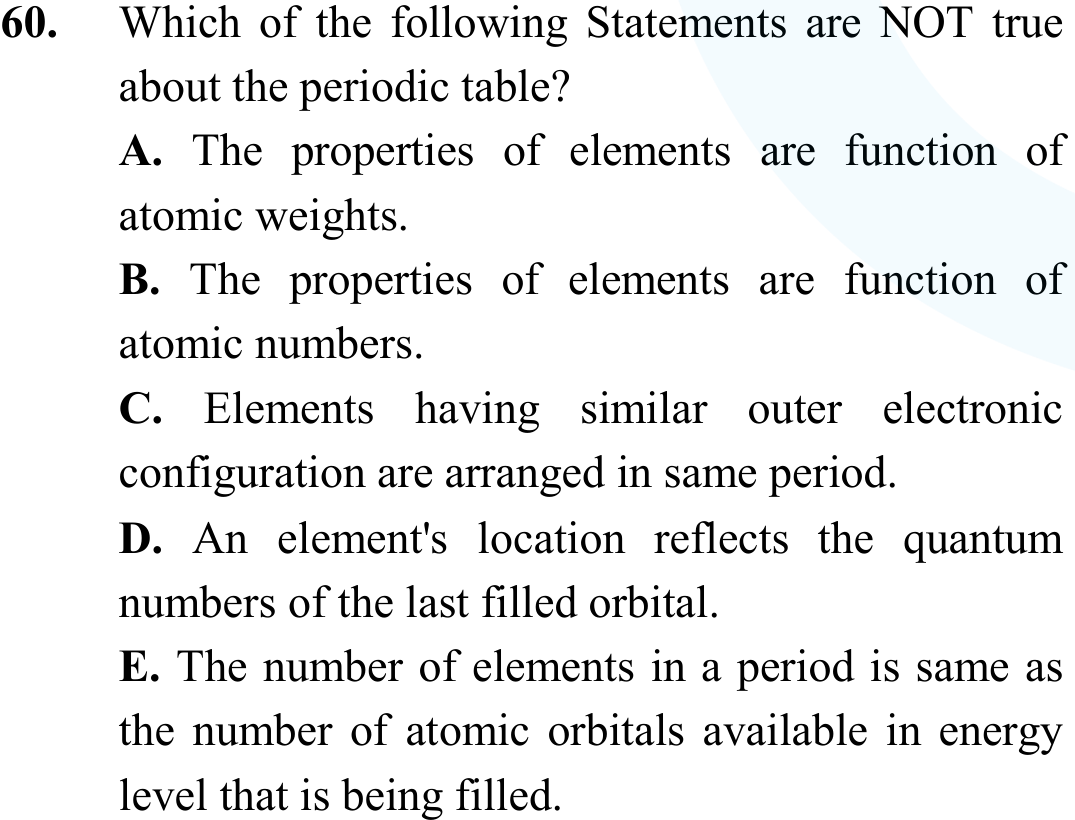 60. Which of the following Statements are NOT true
about the periodic table?
A. The properties of elements are function of
atomic weights.
B. The properties of elements are function of
atomic numbers.
C. Elements having similar outer electronic
configuration are arranged in same period.
D. An element's location reflects the quantum
numbers of the last filled orbital.
E. The number of elements in a period is same as
the number of atomic orbitals available in energy
level that is being filled.